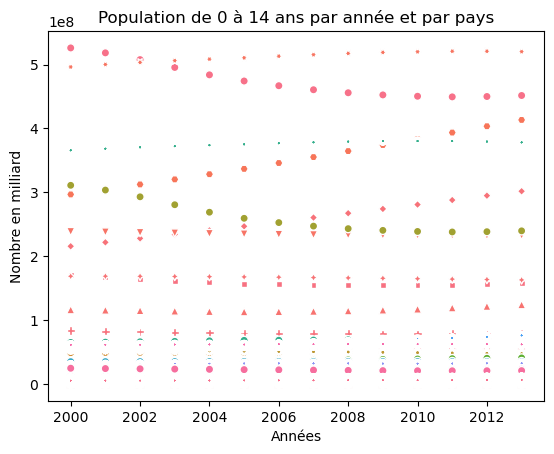 Population de 0 à 14 ans par année et par pays
1e8
5
4
3
2
1
0
Nombre en milliard
2000 2002 2004 2006 2008 2010 2012
Années